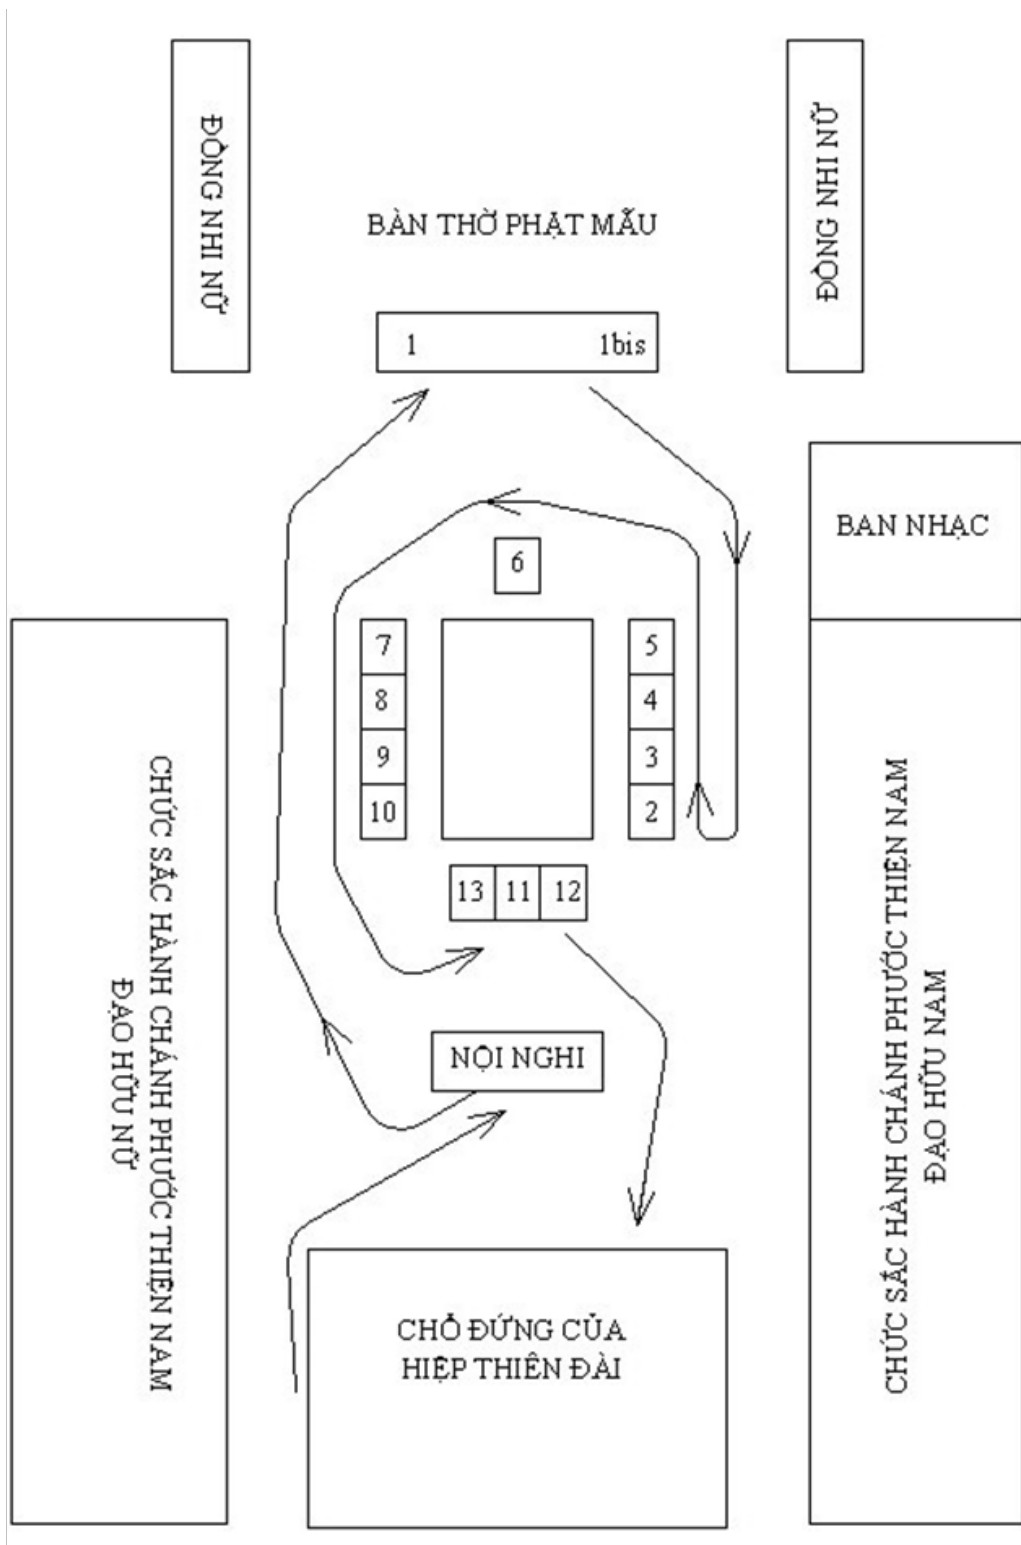 ĐỒNG NHI NỮ
ĐỒNG NHI NỮ
BÀN THỜ PHẬT MẪU
1 1bis
BAN NHẠC
6
7
8
9
10
5
4
3
2
13 11 12
NỘI NGHI
CHỨC SẮC HÀNH CHÁNH PHƯỚC THIỆN NAM
ĐẠO HỮU NỮ
CHỨC SẮC HÀNH CHÁNH PHƯỚC THIỆN NAM
ĐẠO HỮU NAM
CHỖ ĐỨNG CỦA
HIỆP THIÊN ĐÀI